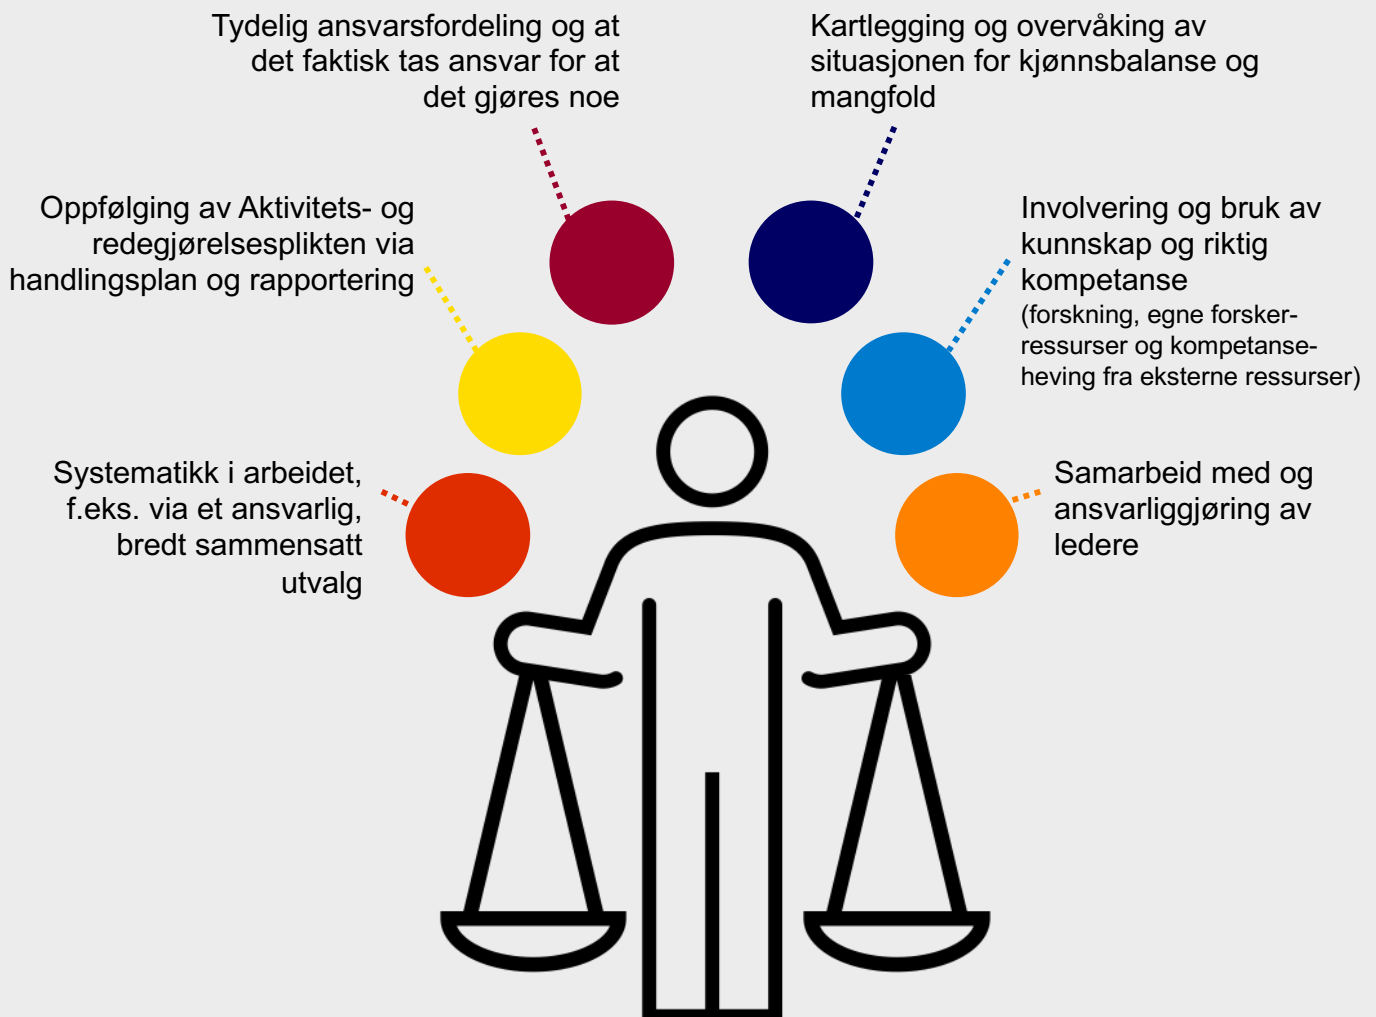 Tydelig ansvarsfordeling og at
det faktisk tas ansvar for at
det gjøres noe
Kartlegging og overvåking av
situasjonen for kjønnsbalanse og
mangfold
Oppfølging av Aktivitets- og
redegjørelsesplikten via
handlingsplan og rapportering
Involvering og bruk av
kunnskap og riktig
kompetanse
(forskning, egne forsker-
ressurser og kompetanse-
heving fra eksterne ressurser)
Systematikk i arbeidet,
f.eks. via et ansvarlig,
bredt sammensatt
utvalg
Samarbeid med og
ansvarliggjøring av
ledere